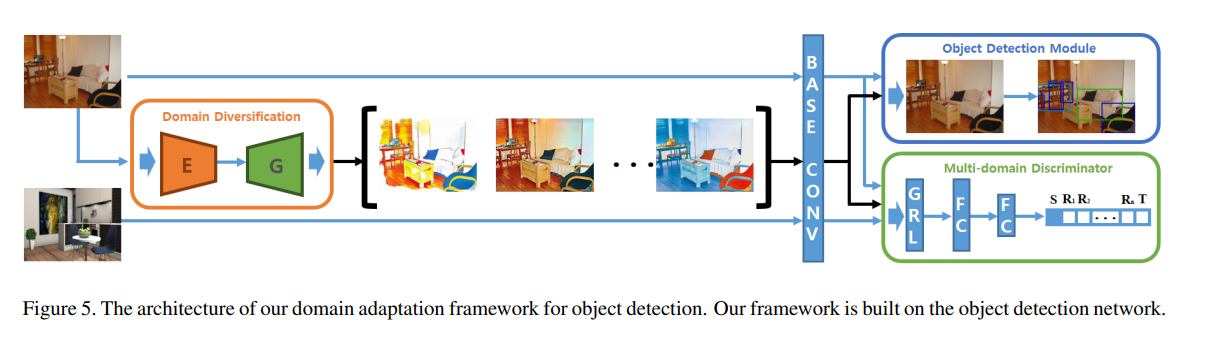 Object Detection Module
Domain Diversification
E
G
BASE CONV
Multi-domain Discriminator
GRL
FC
FC
S R₁ R₂ Rₙ T
Figure 5. The architecture of our domain adaptation framework for object detection. Our framework is built on the object detection network.